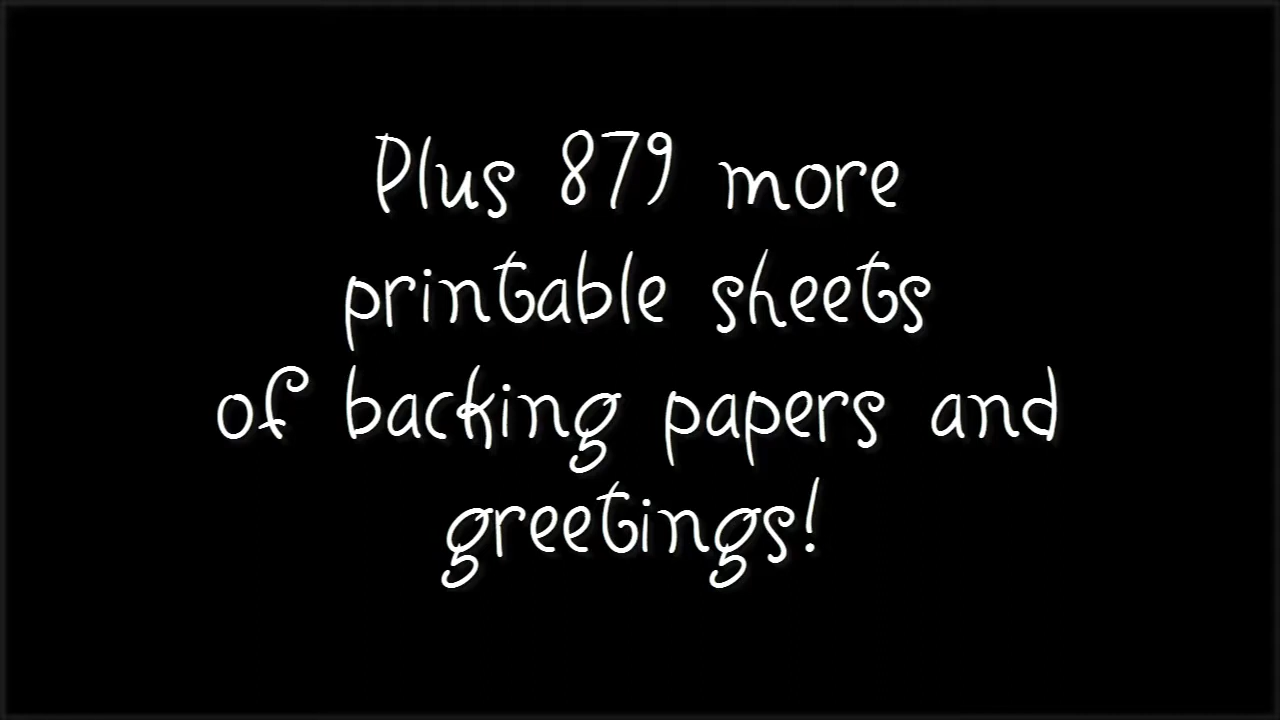 Plus 879 more
printable sheets
of backing papers and
greetings!